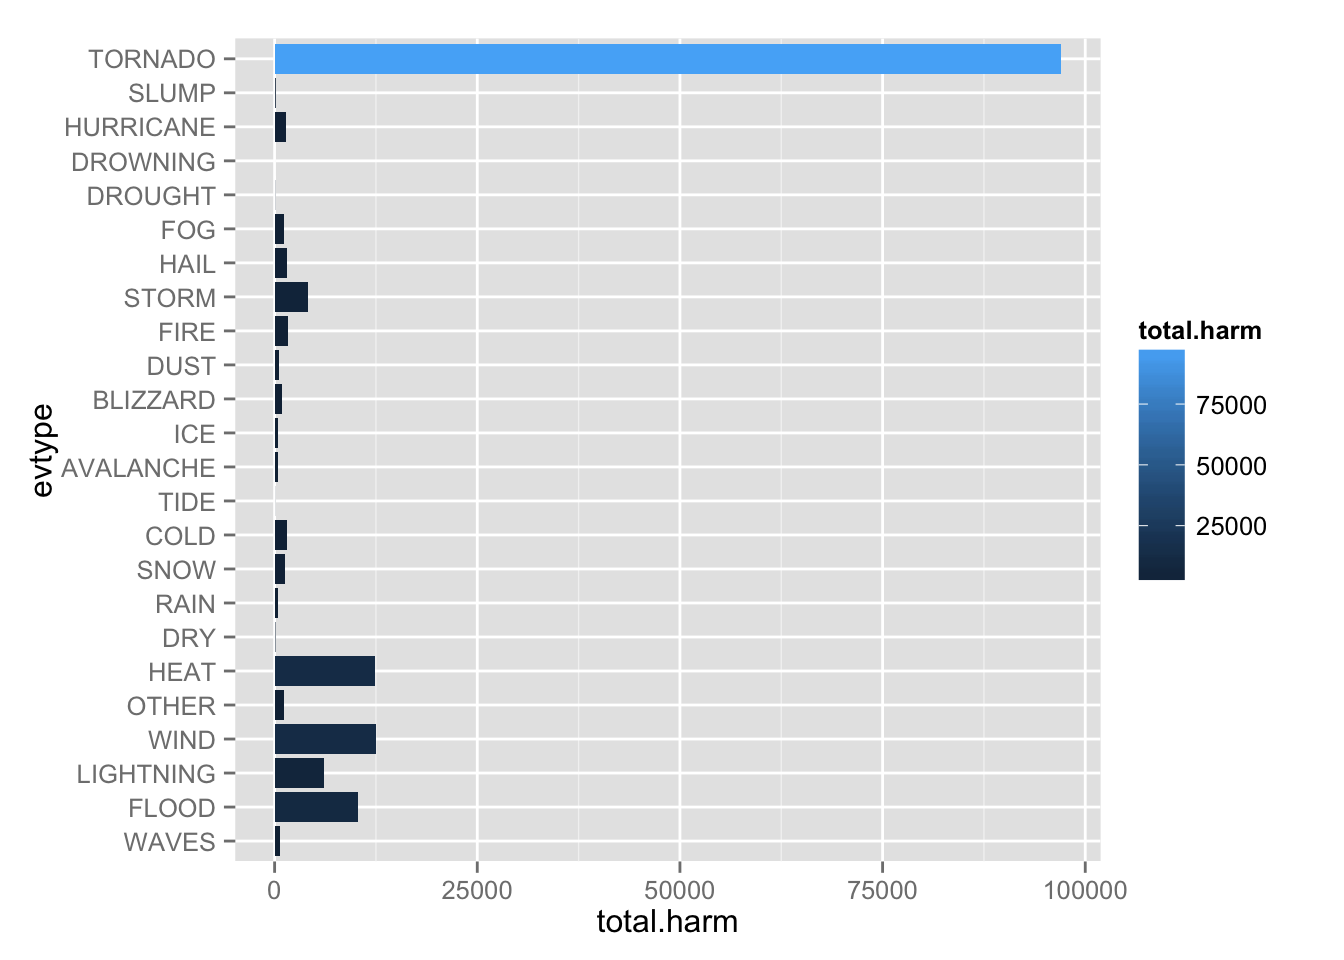 TORNADO
SLUMP
HURRICANE
DROWNING
DROUGHT
FOG
HAIL
STORM
FIRE
DUST
BLIZZARD
ICE
AVALANCHE
TIDE
COLD
SNOW
RAIN
DRY
HEAT
OTHER
WIND
LIGHTNING
FLOOD
WAVES
evtype
0 25000 50000 75000 100000
total.harm
total.harm
75000
50000
25000